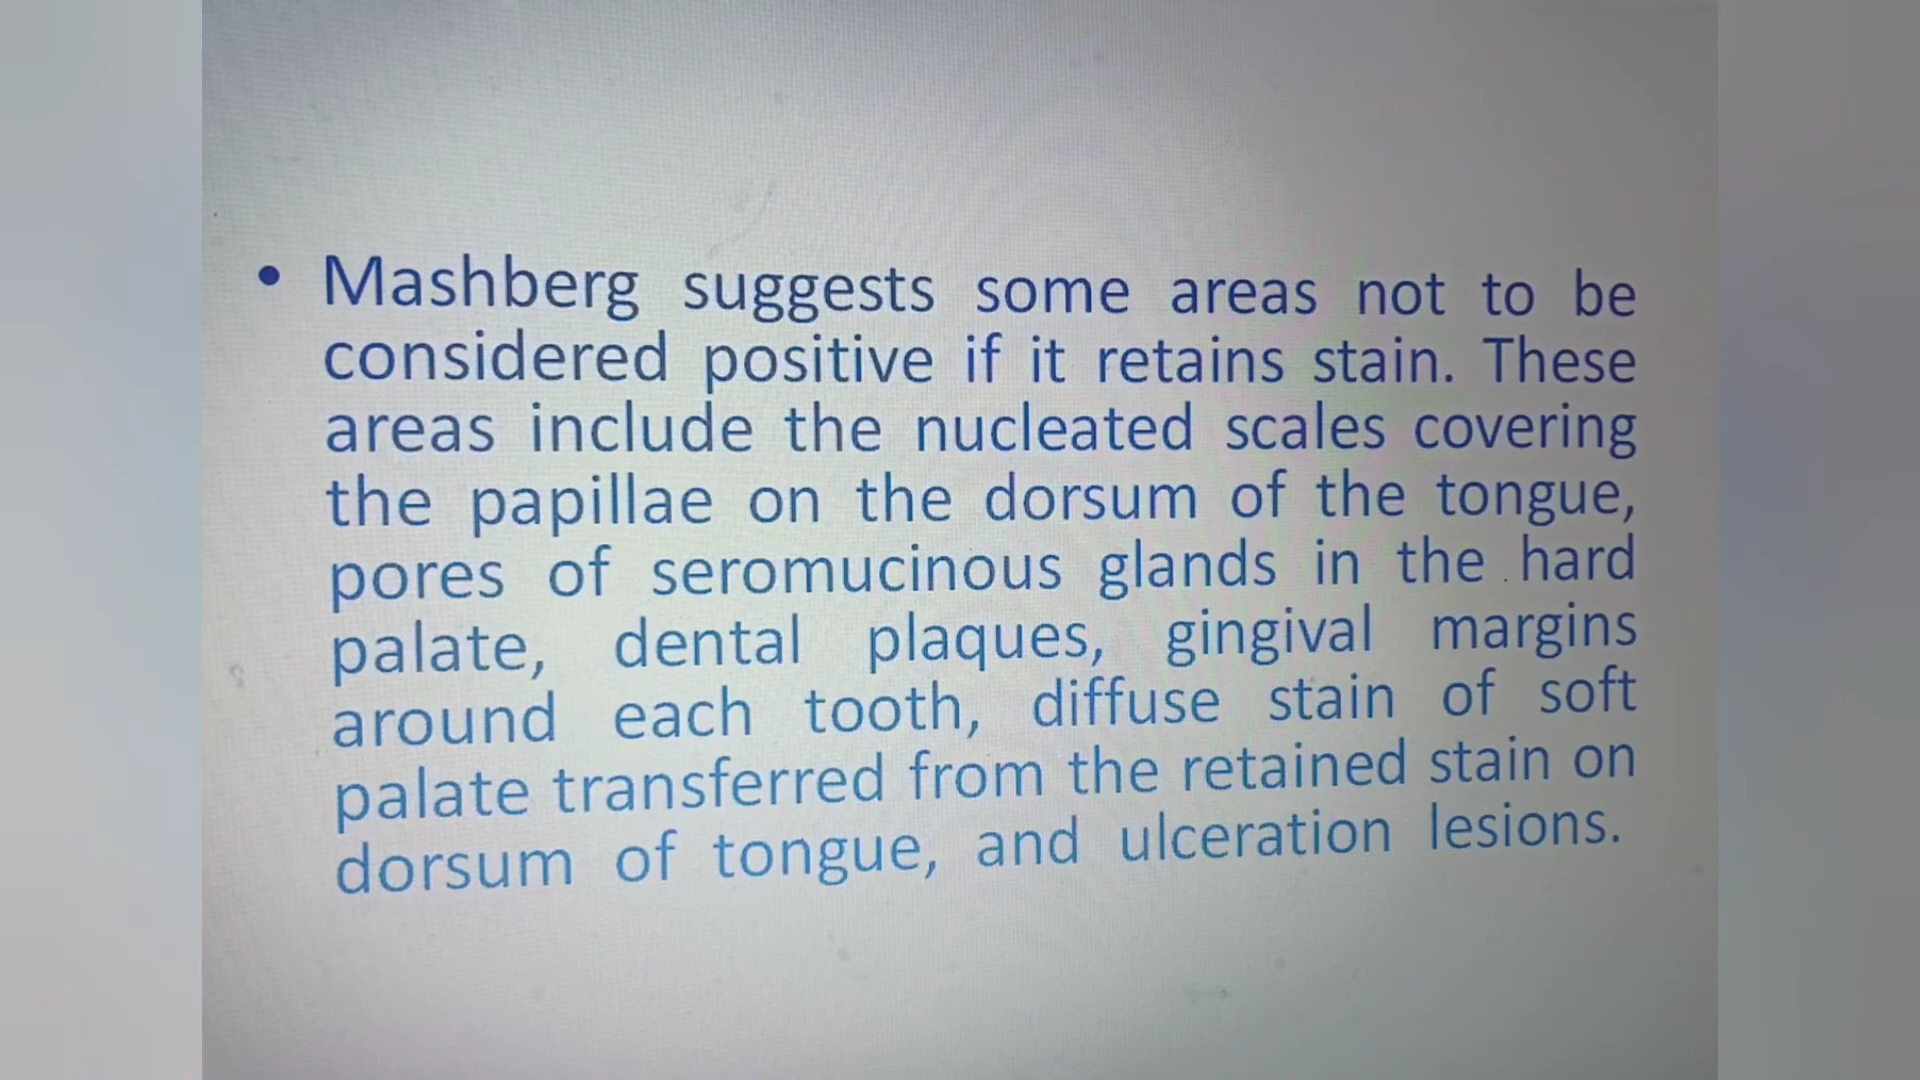 • Mashberg suggests some areas not to be
considered positive if it retains stain. These
areas include the nucleated scales covering
the papillae on the dorsum of the tongue,
pores of seromucinous glands in the hard
palate, dental plaques, gingival margins
around each tooth, diffuse stain of soft
palate transferred from the retained stain on
dorsum of tongue, and ulceration lesions.